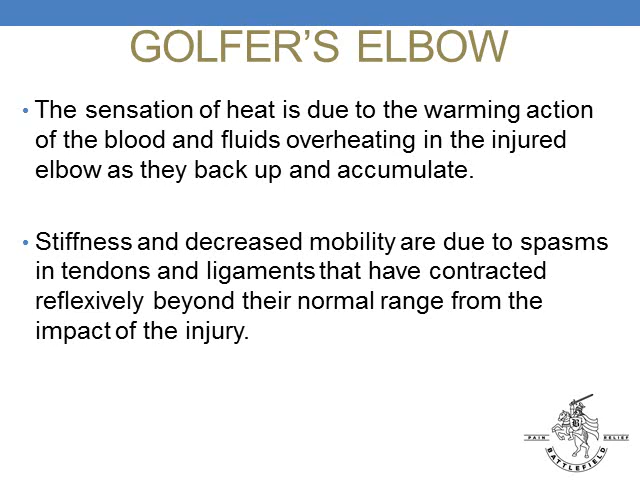 GOLFER’S ELBOW
• The sensation of heat is due to the warming action
of the blood and fluids overheating in the injured
elbow as they back up and accumulate.
• Stiffness and decreased mobility are due to spasms
in tendons and ligaments that have contracted
reflexively beyond their normal range from the
impact of the injury.
B
PAIN RELIEF
BATTLEFIELD